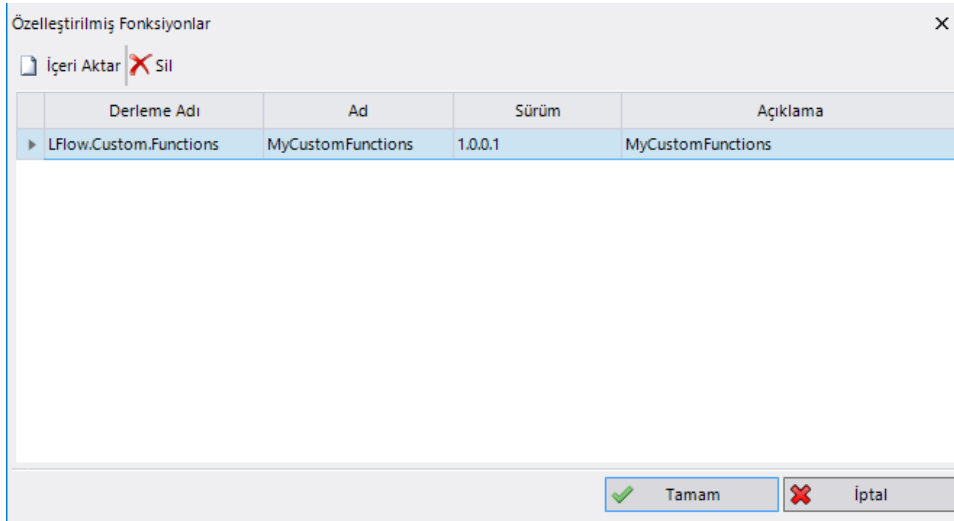 Özelleştirilmiş Fonksiyonlar
İçeri Aktar Sil
Derleme Adı Ad Sürüm Açıklama
LFlow.Custom.Functions MyCustomFunctions 1.0.0.1 MyCustomFunctions
Tamam İptal